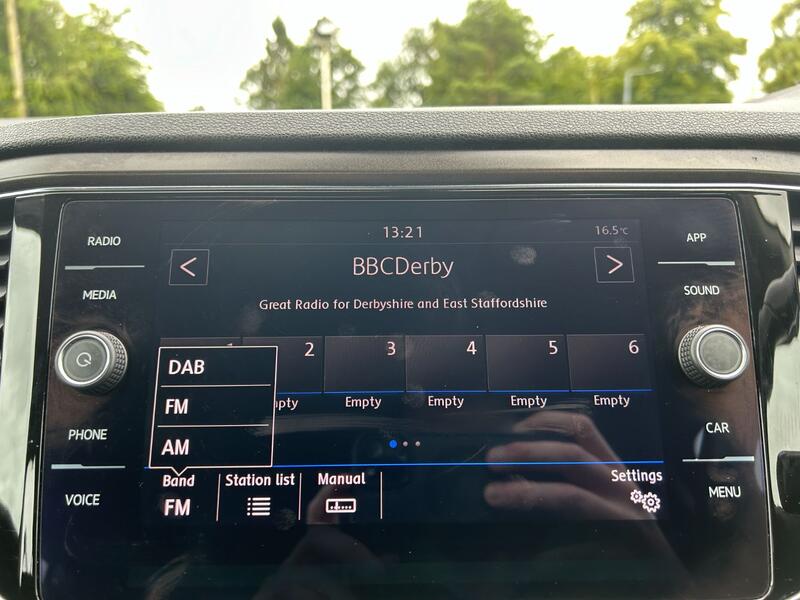 13:21
16.5°C
RADIO
MEDIA
PHONE
VOICE
BBCDerby
Great Radio for Derbyshire and East Staffordshire
2 3 4 5 6
Empty Empty Empty Empty
DAB
FM
AM
Band
FM
Station list
Manual
Settings
APP
SOUND
CAR
MENU